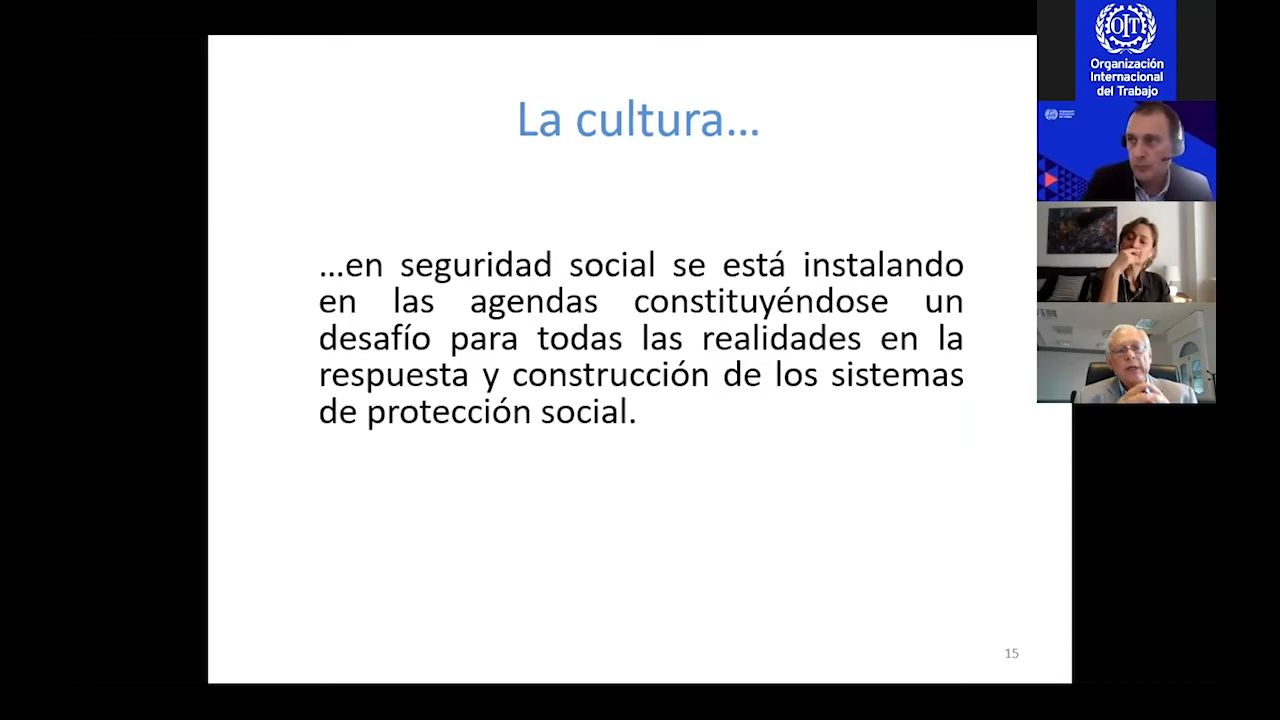 La cultura...
...en seguridad social se está instalando
en las agendas constituyéndose un
desafío para todas las realidades en la
respuesta y construcción de los sistemas
de protección social.
15
OIT
Organización
Internacional
del Trabajo